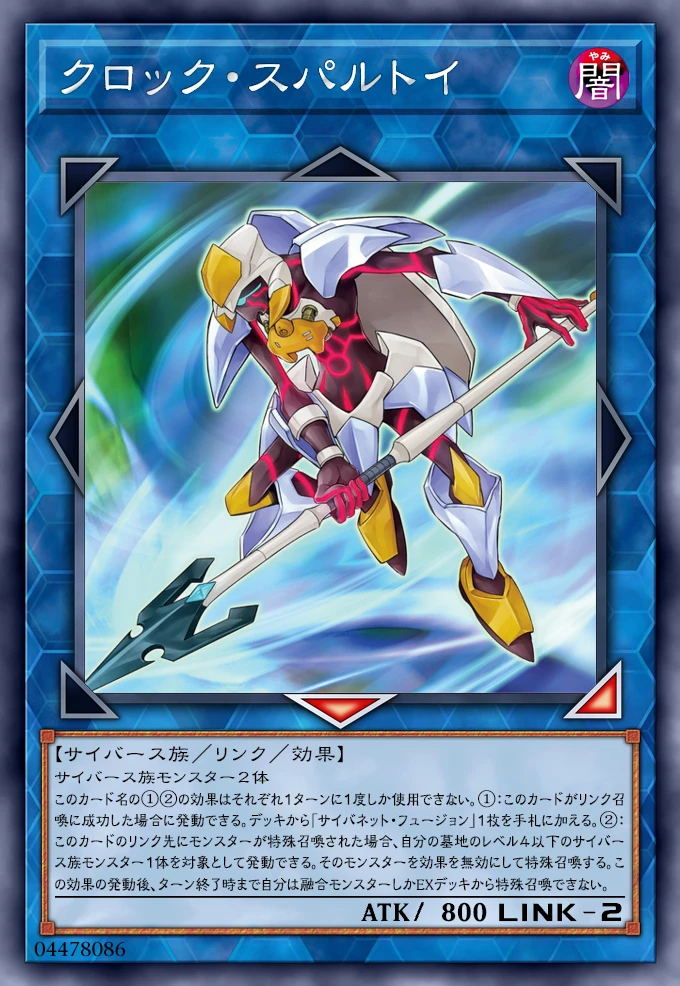 クロック・スパルトイ
やみ
闇
【サイバース族／リンク／効果】
サイバース族モンスター２体
このカード名の①②の効果はそれぞれ1ターンに1度しか使用できない。①：このカードがリンク召
喚に成功した場合に発動できる。デッキから「サイバネット・フュージョン」1枚を手札に加える。②：
このカードのリンク先にモンスターが特殊召喚された場合、自分の墓地のレベル４以下のサイバー
ス族モンスター1体を対象として発動できる。そのモンスターを効果を無効にして特殊召喚する。こ
の効果の発動後、ターン終了時まで自分は融合モンスターしかEXデッキから特殊召喚できない。
ATK/ 800 LINK-2
04478086